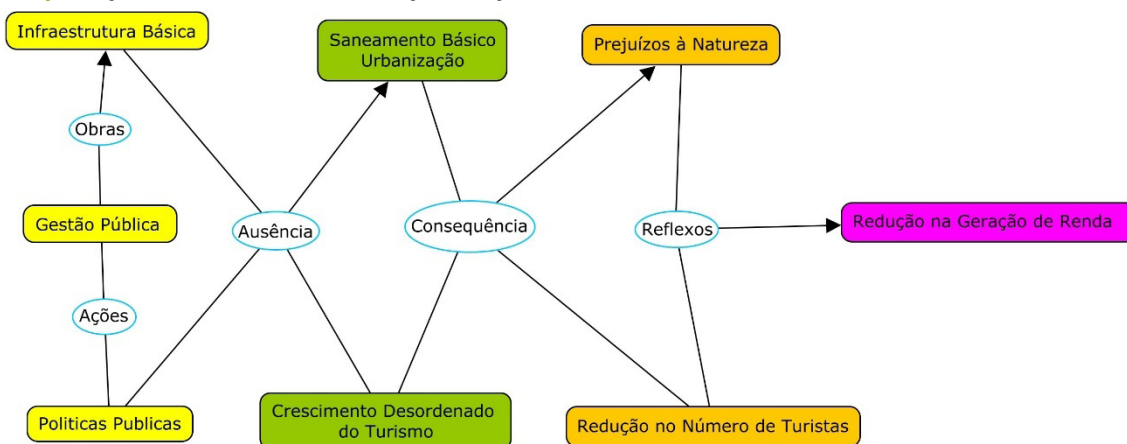 Infraestrutura Básica
Saneamento Básico
Urbanização
Prejuízos à Natureza
Obras
Gestão Pública
Ausência
Consequência
Reflexos
Redução na Geração de Renda
Ações
Politicas Publicas
Crescimento Desordenado
do Turismo
Redução no Número de Turistas